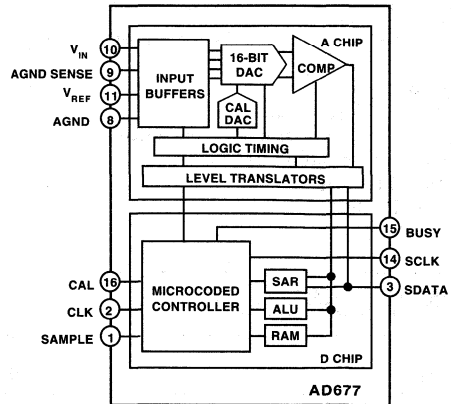 A CHIP
10
V IN
9
AGND SENSE
11
V REF
8
AGND
INPUT
BUFFERS
16-BIT
DAC
COMP
CAL
DAC
LOGIC TIMING
LEVEL TRANSLATORS
15
BUSY
14
SCLK
3
SDATA
16
CAL
2
CLK
1
SAMPLE
MICROCODED
CONTROLLER
SAR
ALU
RAM
D CHIP
AD677